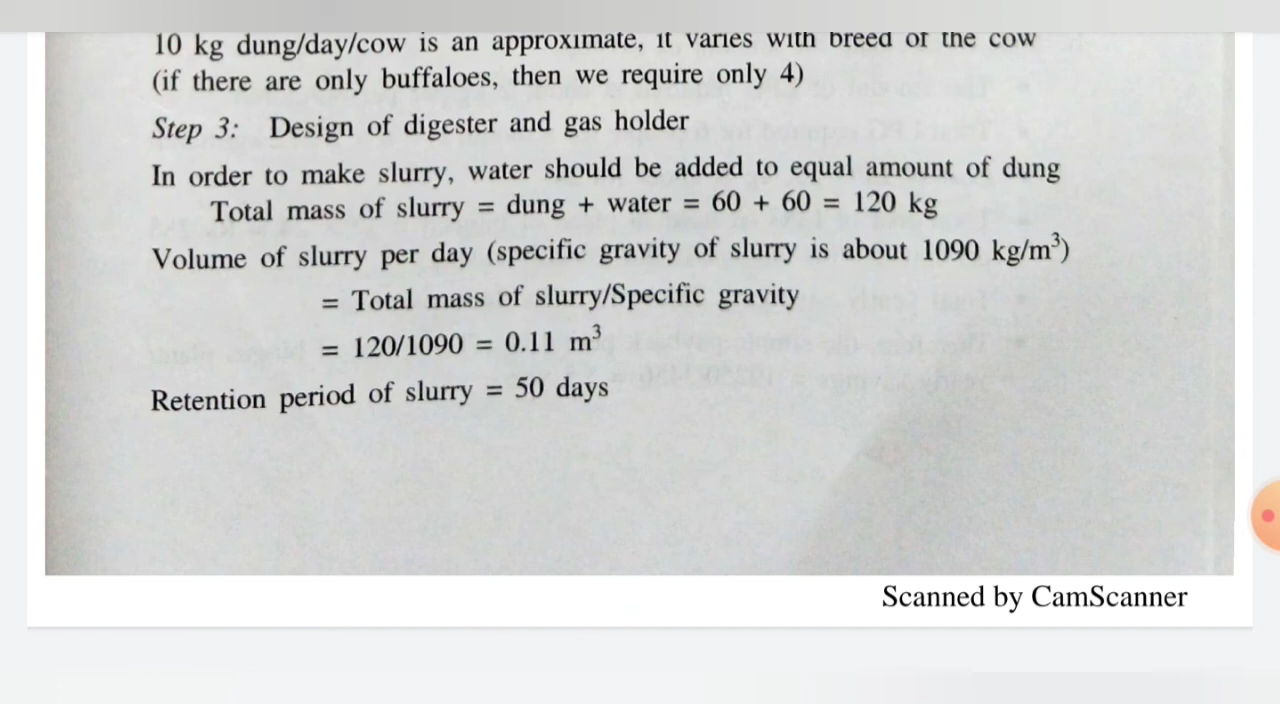 10 kg dung/day/cow is an approximate, it varies with breed of the cow
(if there are only buffaloes, then we require only 4)
Step 3: Design of digester and gas holder
In order to make slurry, water should be added to equal amount of dung
Total mass of slurry = dung + water = 60 + 60 = 120 kg
Volume of slurry per day (specific gravity of slurry is about 1090 kg/m³)
= Total mass of slurry/Specific gravity
= 120/1090 = 0.11 m³
Retention period of slurry = 50 days
Scanned by CamScanner